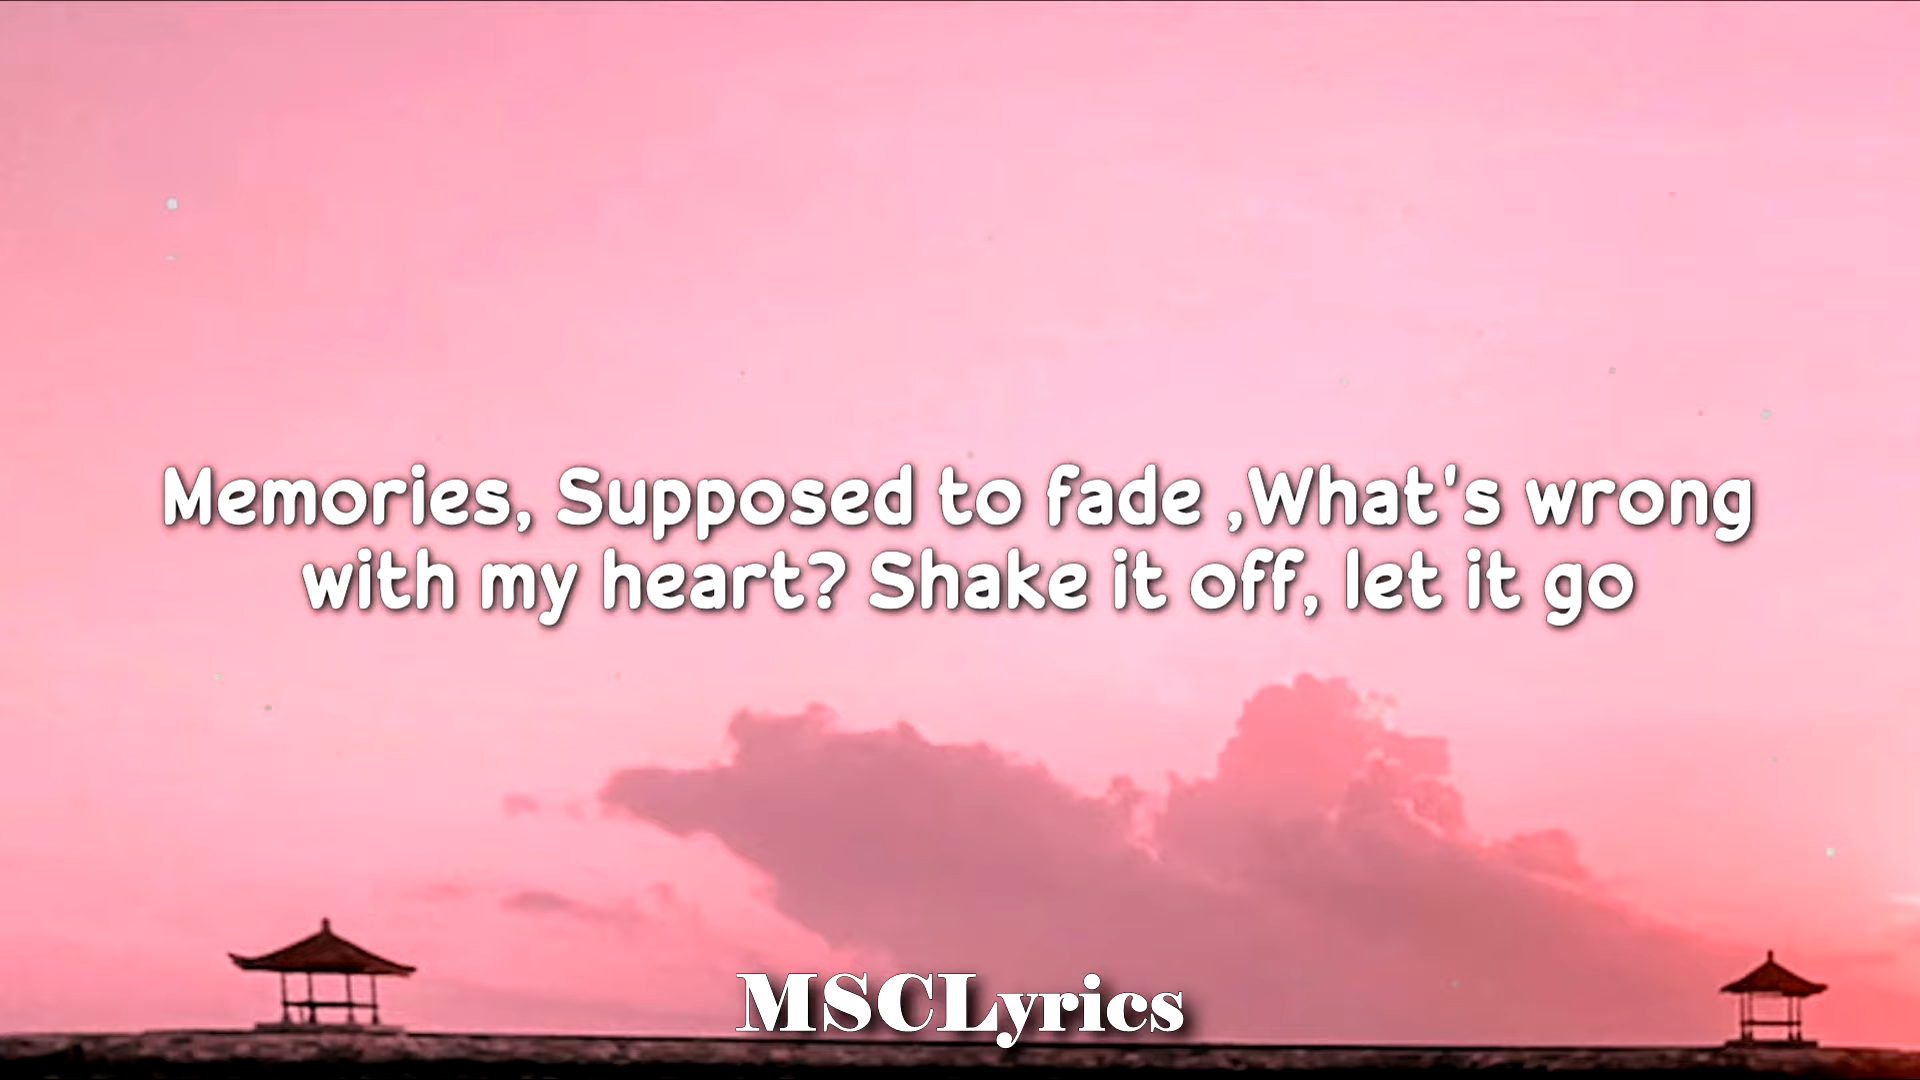 Memories, Supposed to fade ,What's wrong
with my heart? Shake it off, let it go
MSCLyrics